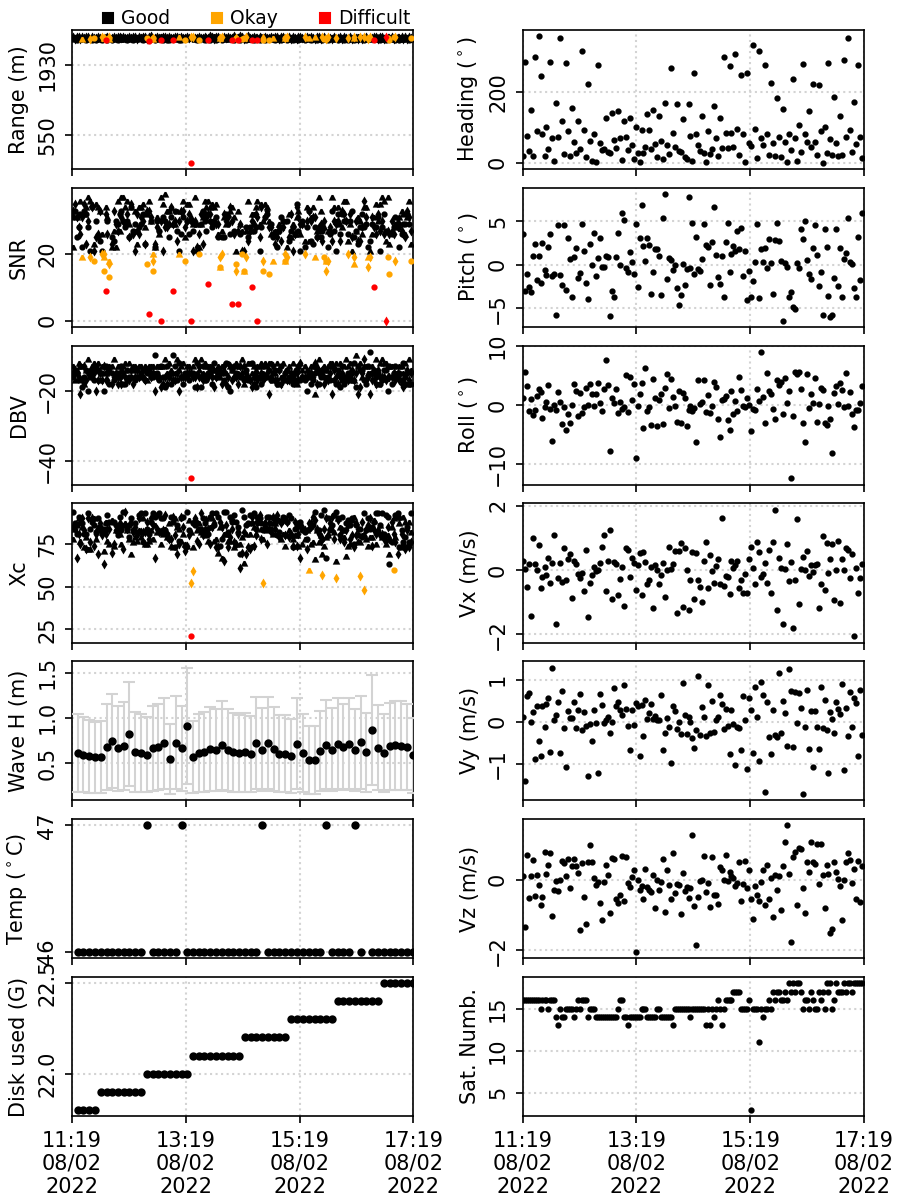 Good Okay Difficult
Range (m)
1930
550
Heading (°)
200
0
SNR
20
0
Pitch (°)
5
0
−5
DBV
−20
−40
Roll (°)
10
0
−10
Xc
75
50
25
Vx (m/s)
2
0
−2
Wave H (m)
1.5
1.0
0.5
Vy (m/s)
1
0
−1
Temp (°C)
47
46
Vz (m/s)
0
−2
Disk used (G)
22.5
22.0
Sat. Numb.
15
10
5
11:19 13:19 15:19 17:19 11:19 13:19 15:19 17:19
08/02 08/02 08/02 08/02 08/02 08/02 08/02 08/02
2022 2022 2022 2022 2022 2022 2022 2022